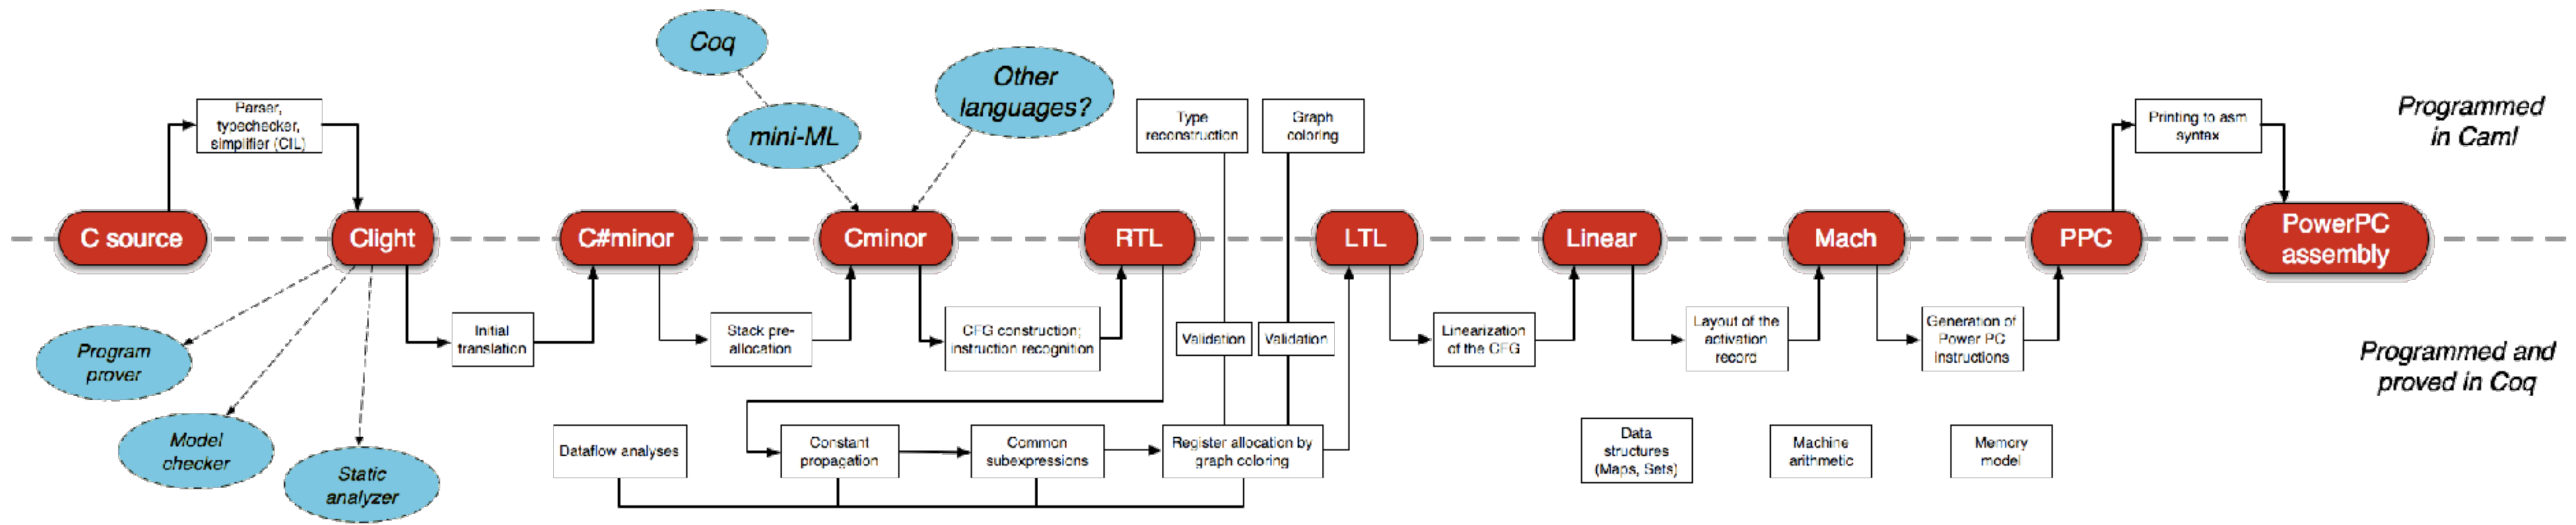 Coq
Other
languages?
mini-ML
Parser,
typechecker,
simplifier (CIL)
Type
reconstruction
Graph
coloring
Printing to asm
syntax
Programmed
in Caml
C source
Clight
C#minor
Cminor
RTL
LTL
Linear
Mach
PPC
PowerPC
assembly
Program
prover
Model
checker
Static
analyzer
Initial
translation
Stack pre-
allocation
CFG construction;
instruction recognition
Validation
Validation
Linearization
of the CFG
Layout of the
activation
record
Generation of
Power PC
instructions
Programmed and
proved in Coq
Dataflow analyses
Constant
propagation
Common
subexpressions
Register allocation by
graph coloring
Data
structures
(Maps, Sets)
Machine
arithmetic
Memory
model